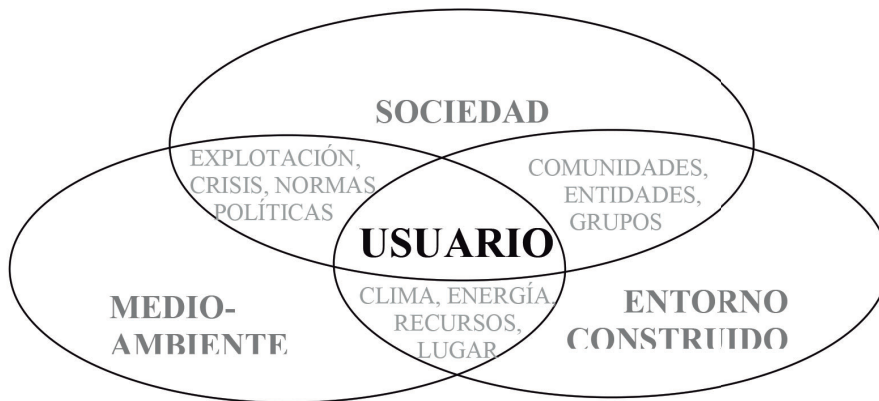 SOCIEDAD
EXPLOTACIÓN,
CRISIS, NORMAS,
POLÍTICAS
COMUNIDADES,
ENTIDADES,
GRUPOS
USUARIO
MEDIO-
AMBIENTE
CLIMA, ENERGÍA,
RECURSOS,
LUGAR
ENTORNO
CONSTRUIDO